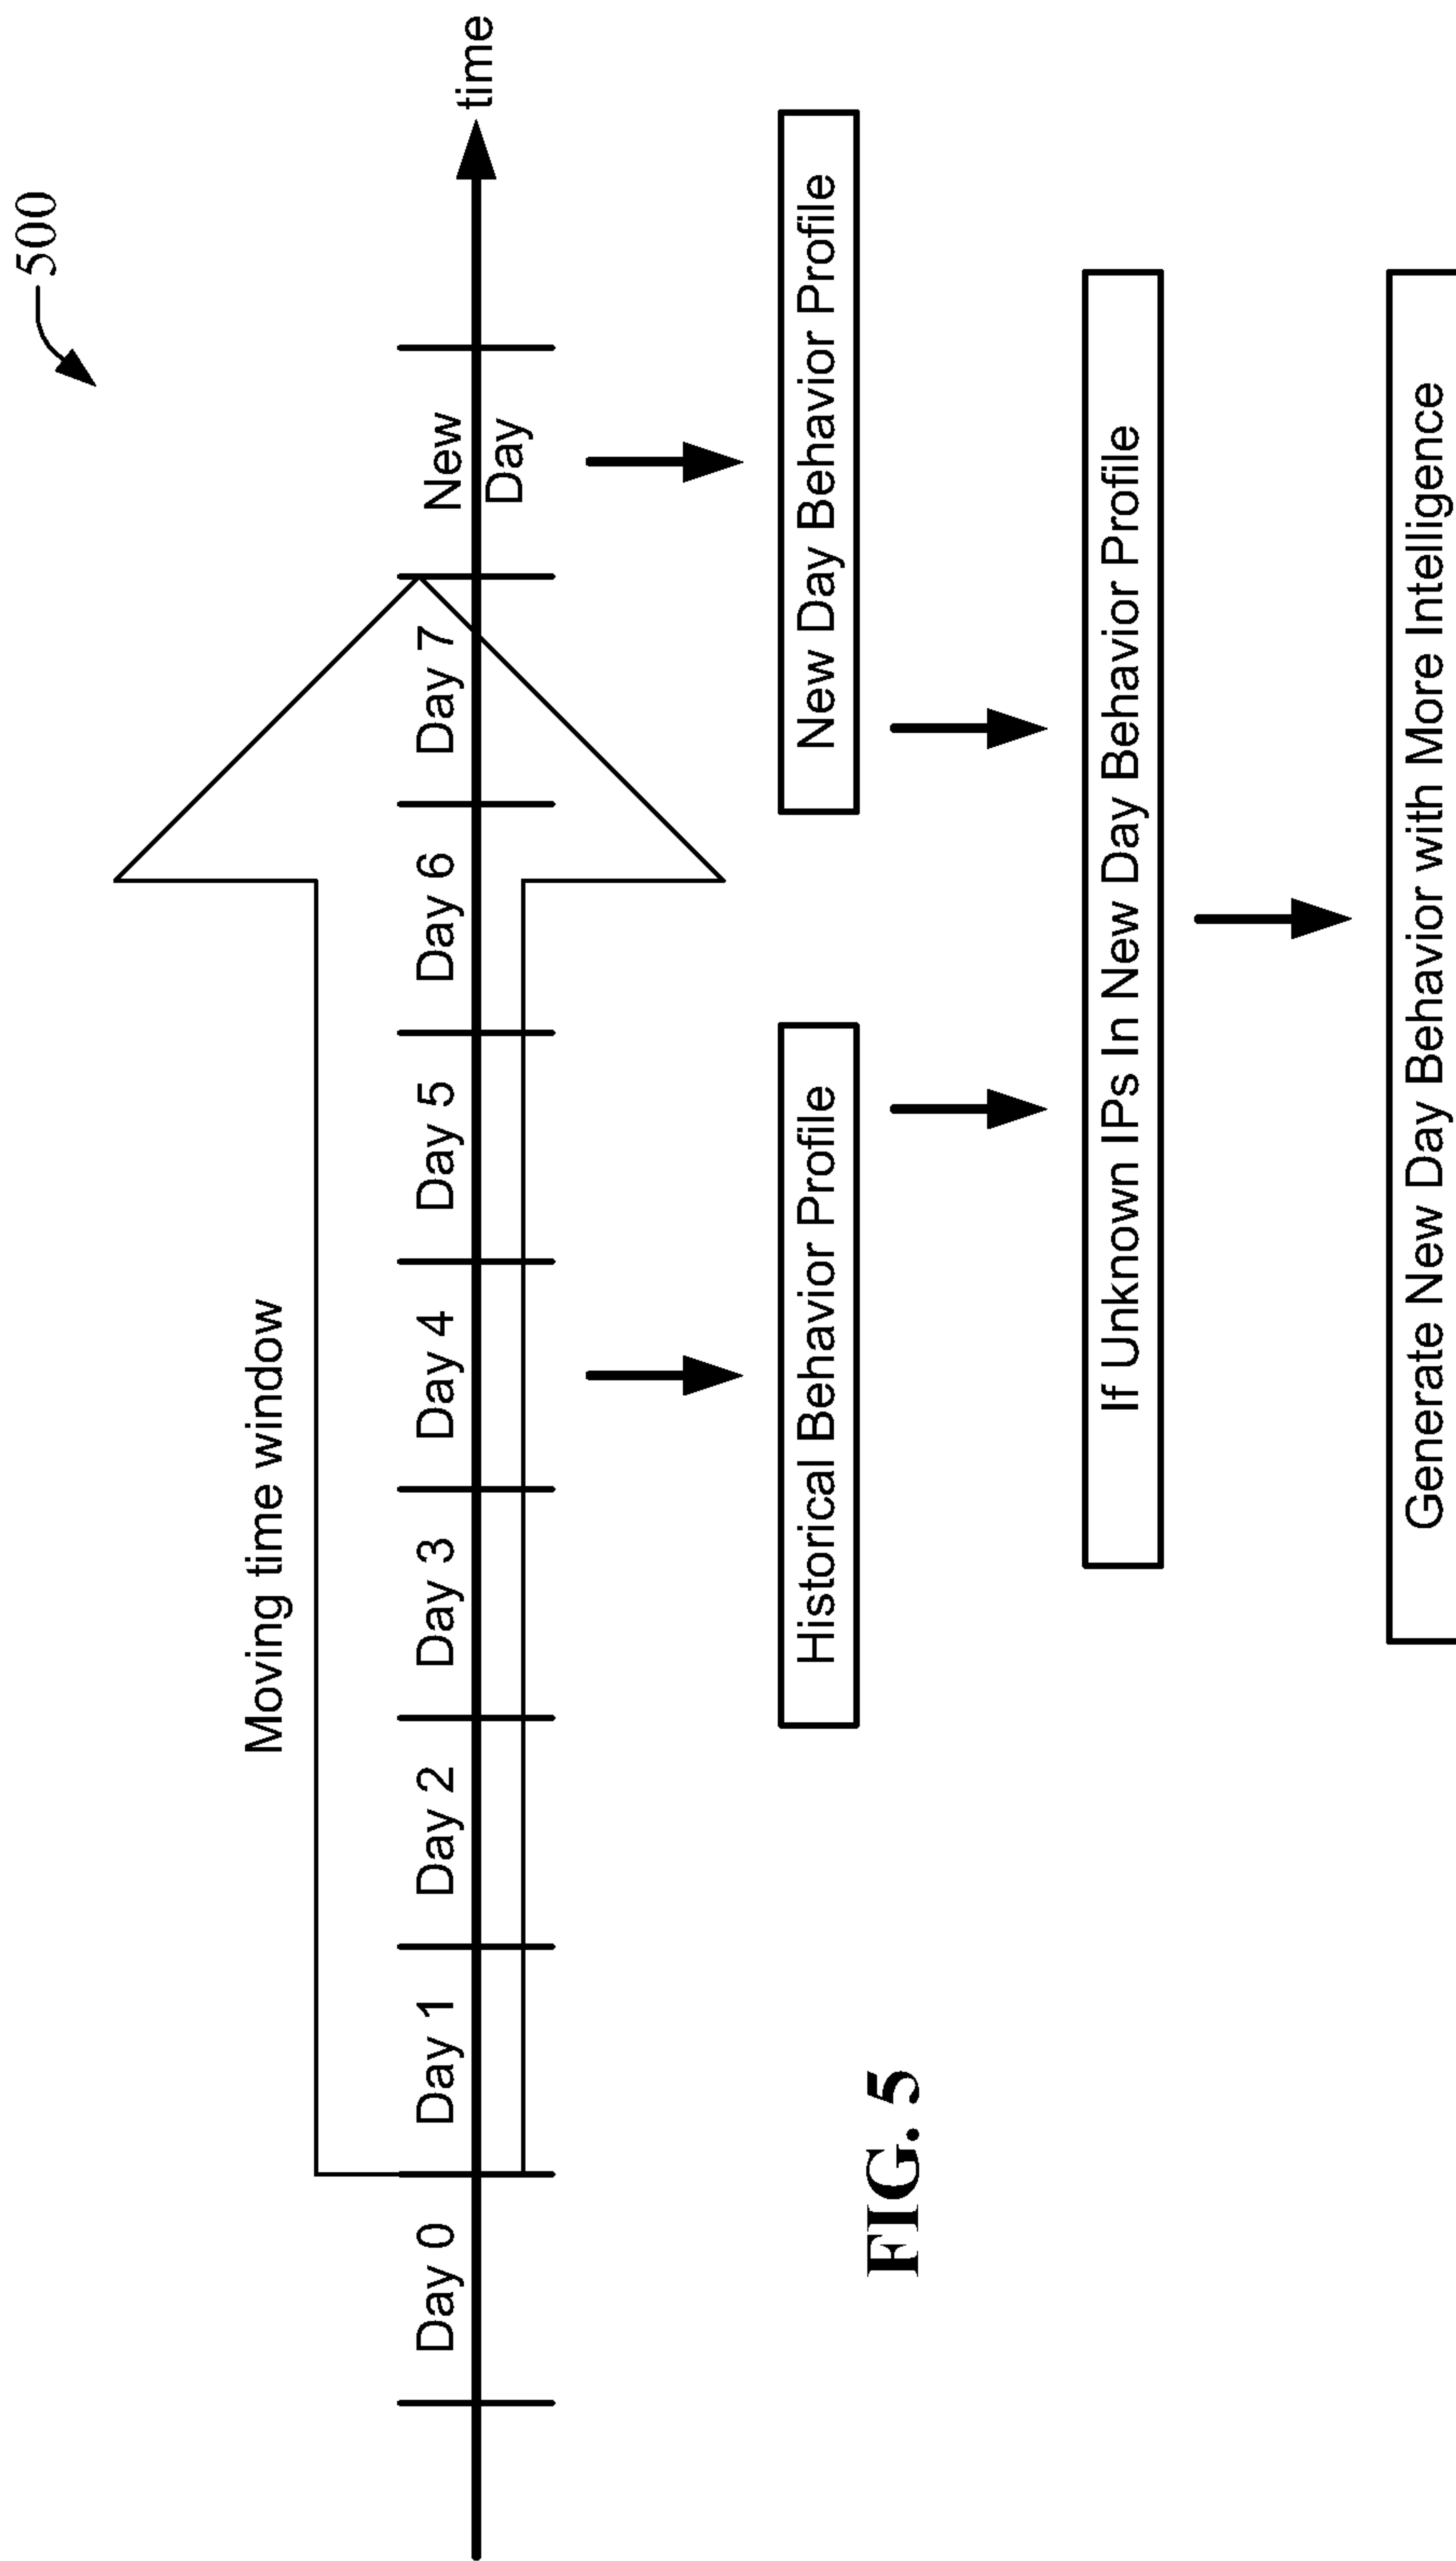 500
Moving time window
Day 0
Day 1
Day 2
Day 3
Day 4
Day 5
Day 6
Day 7
New
Day
time
Historical Behavior Profile
New Day Behavior Profile
If Unknown IPs In New Day Behavior Profile
Generate New Day Behavior with More Intelligence
FIG. 5